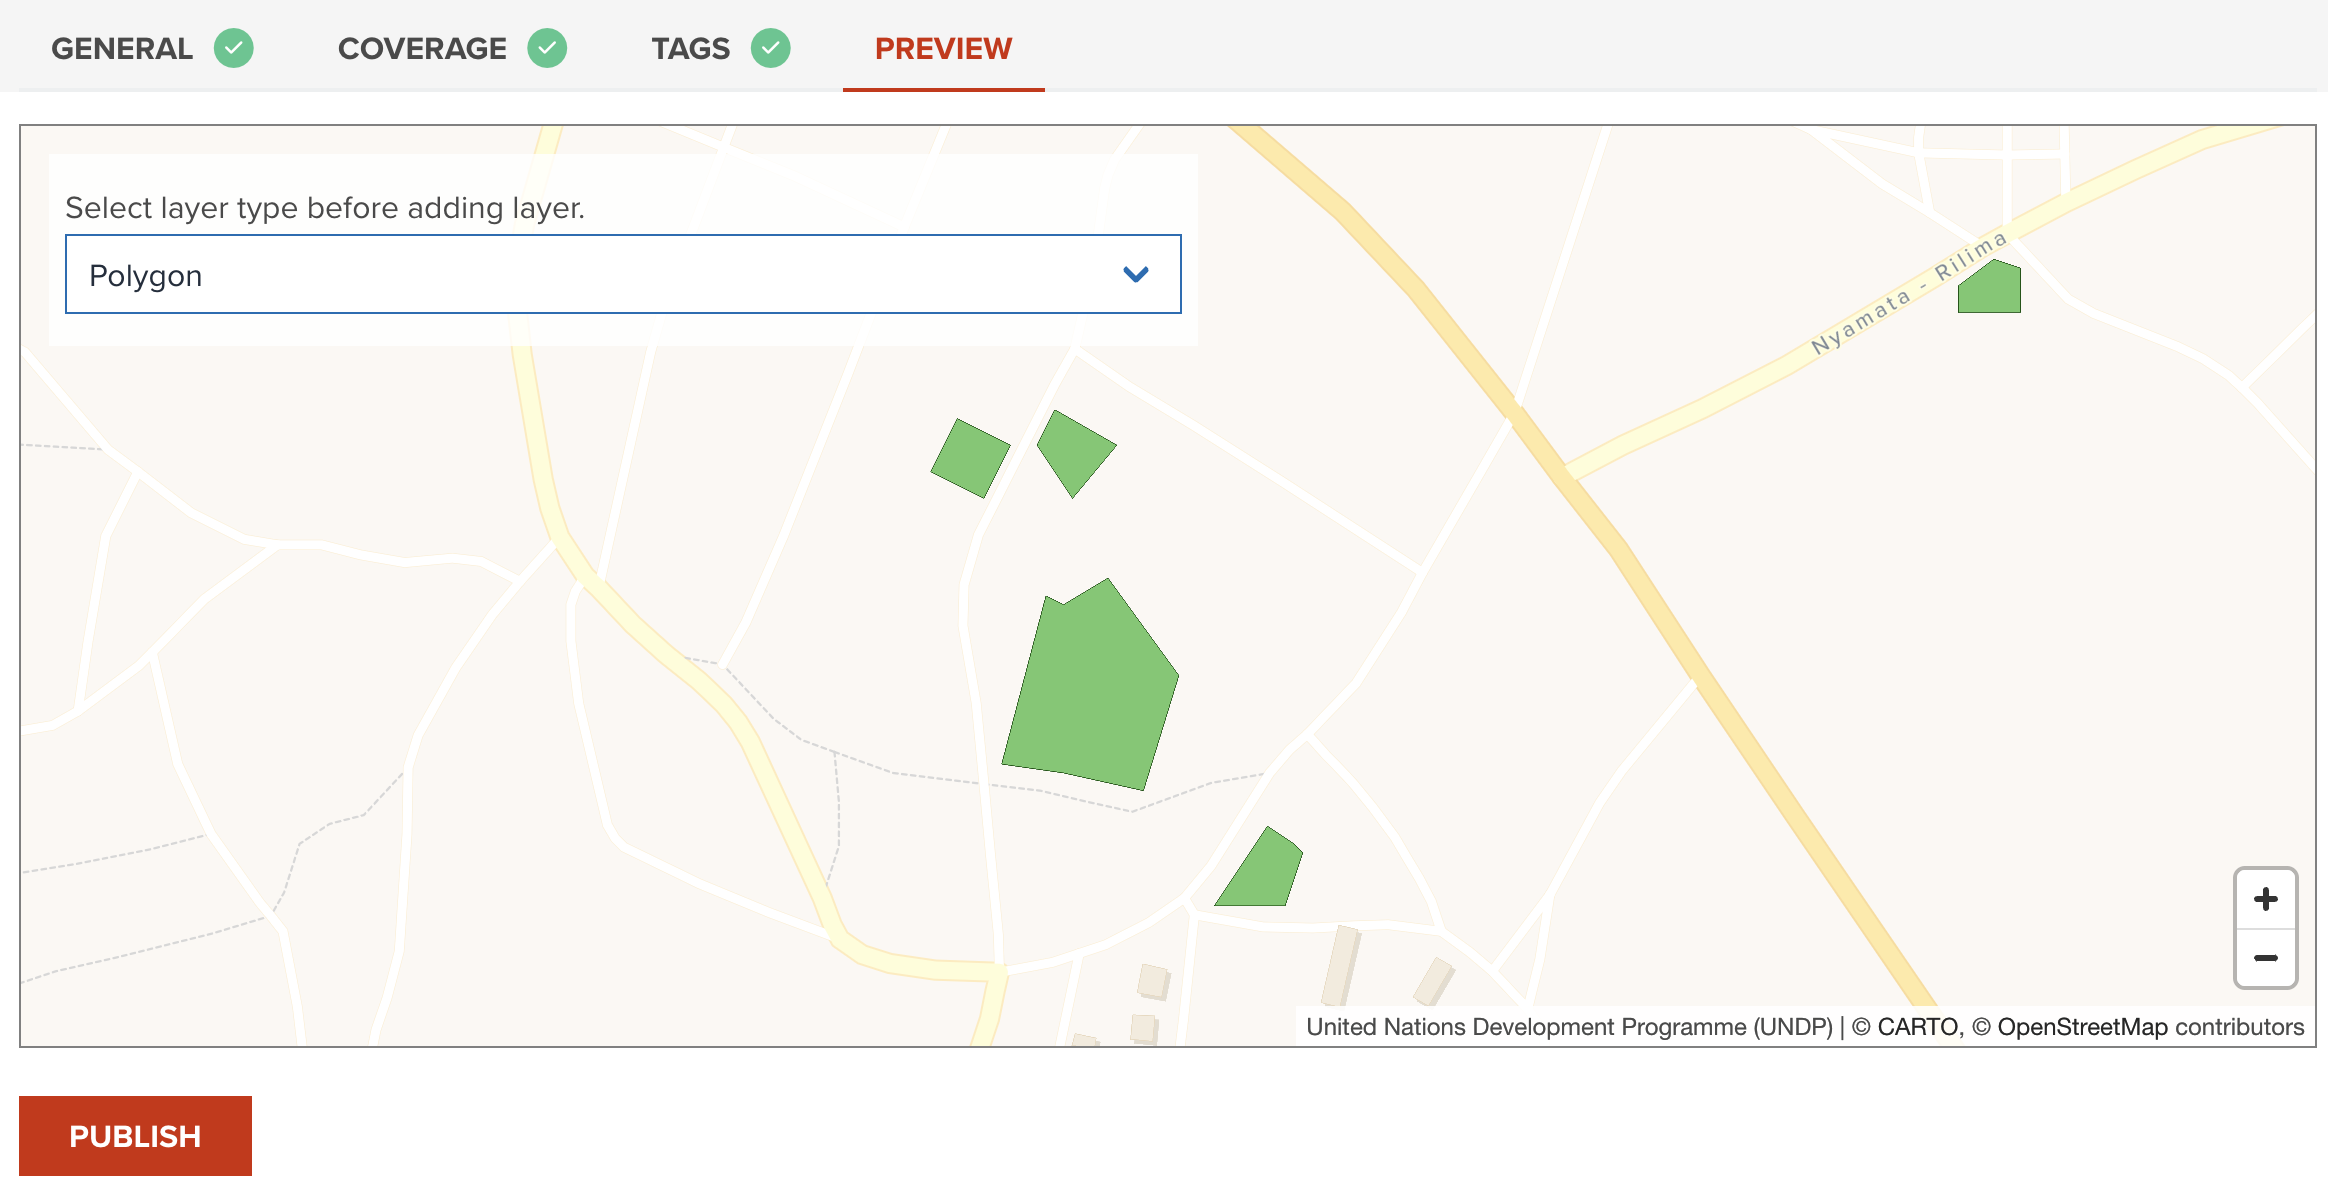 GENERAL COVERAGE TAGS PREVIEW
Select layer type before adding layer.
Polygon
Nyamata - Rilima
+
−
United Nations Development Programme (UNDP) | © CARTO, © OpenStreetMap contributors
PUBLISH